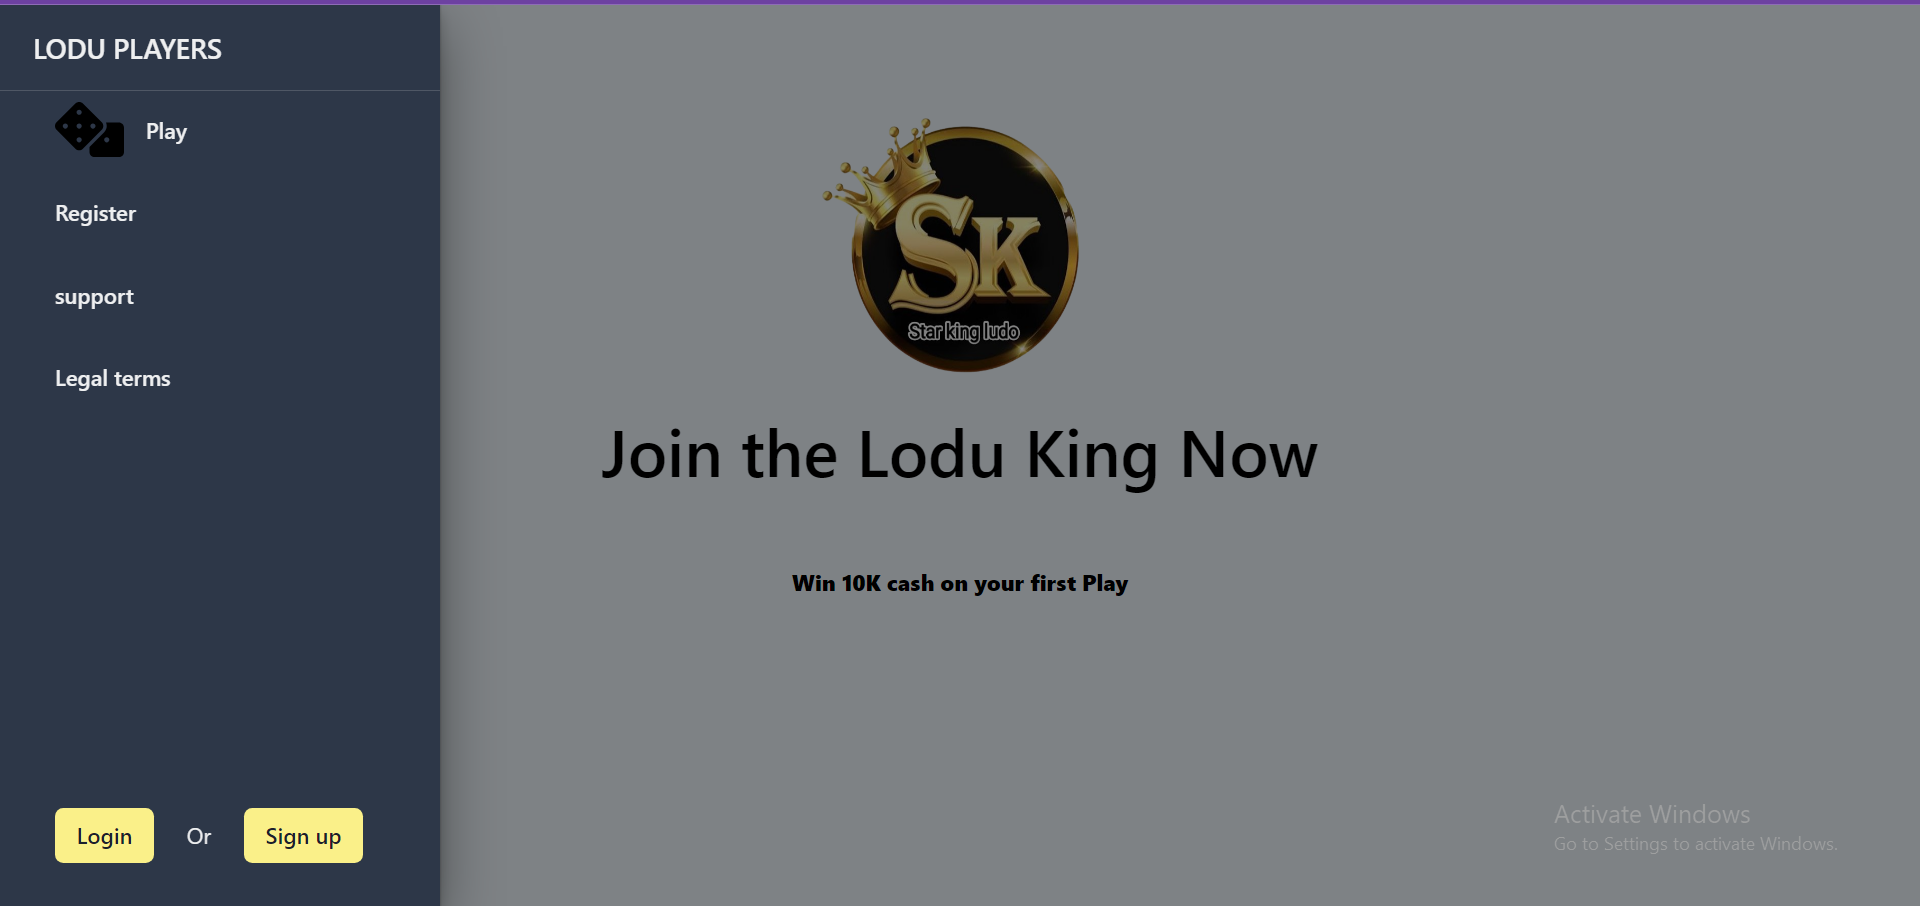 LODU PLAYERS
Play
Register
support
Legal terms
Login Or Sign up
SK
Star king ludo
Join the Lodu King Now
Win 10K cash on your first Play
Activate Windows
Go to Settings to activate Windows.